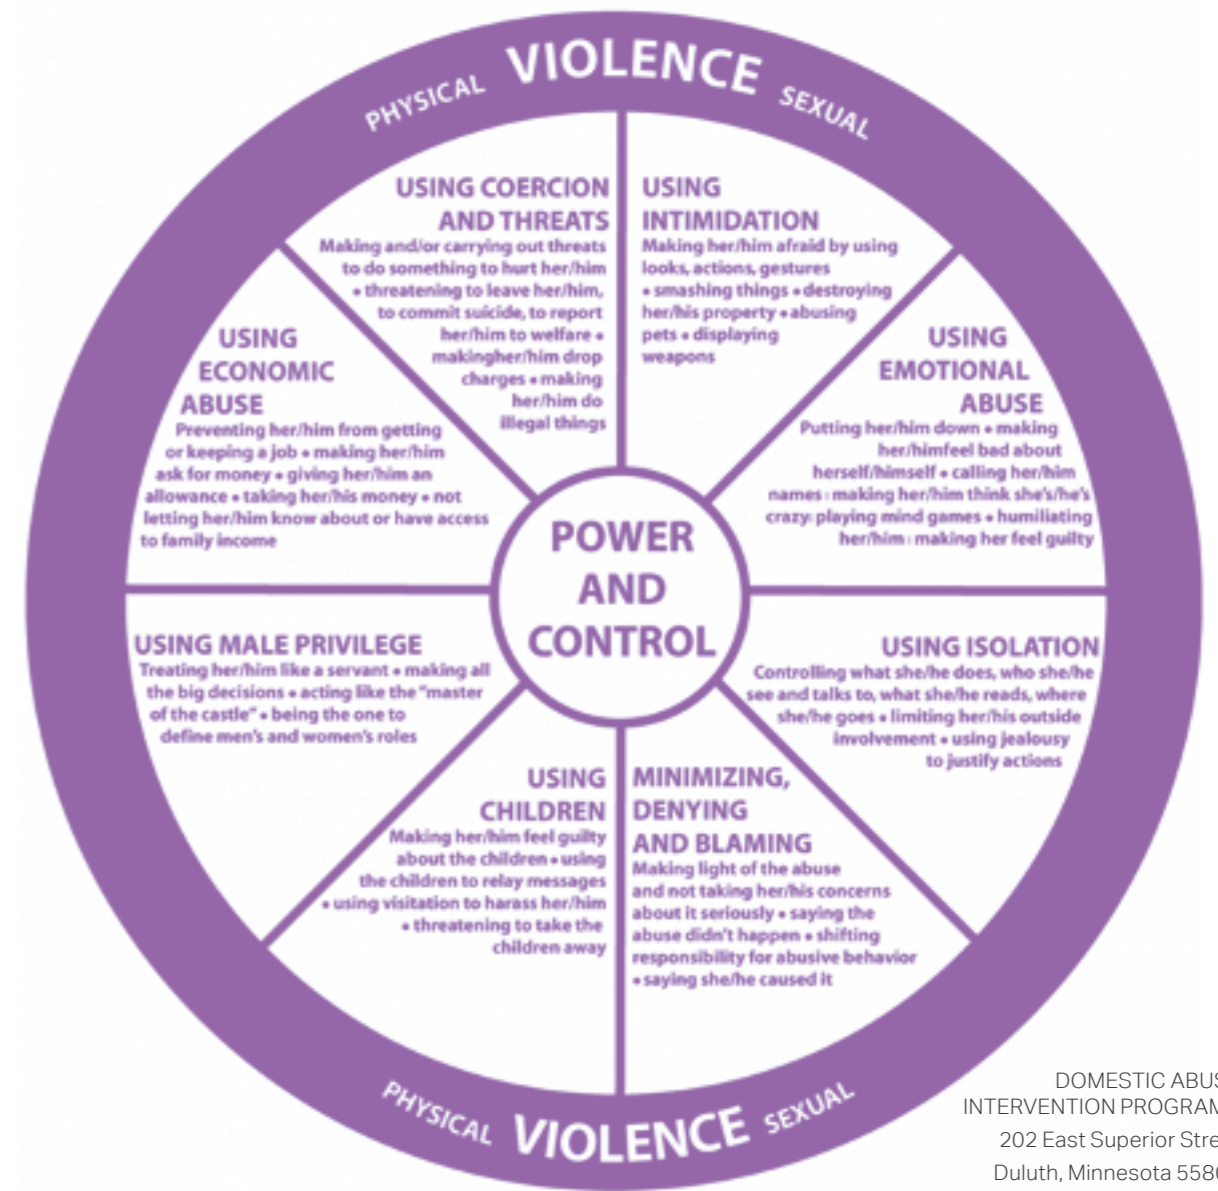 PHYSICAL VIOLENCE SEXUAL
USING COERCION
AND THREATS
Making and/or carrying out threats
to do something to hurt her/him
• threatening to leave her/him,
to commit suicide, to report
her/him to welfare •
makingher/him drop
charges • making
her/him do
illegal things
USING
INTIMIDATION
Making her/him afraid by using
looks, actions, gestures
• smashing things • destroying
her/his property • abusing
pets • displaying
weapons
USING
ECONOMIC
ABUSE
Preventing her/him from getting
or keeping a job • making her/him
ask for money • giving her/him an
allowance • taking her/his money • not
letting her/him know about or have access
to family income
USING
EMOTIONAL
ABUSE
Putting her/him down • making
her/himfeel bad about
herself/himself • calling her/him
names : making her/him think she's/he's
crazy: playing mind games • humiliating
her/him : making her feel guilty
POWER
AND
CONTROL
USING MALE PRIVILEGE
Treating her/him like a servant • making all
the big decisions • acting like the "master
of the castle" • being the one to
define men's and women's roles
USING ISOLATION
Controlling what she/he does, who she/he
see and talks to, what she/he reads, where
she/he goes • limiting her/his outside
involvement • using jealousy
to justify actions
USING
CHILDREN
Making her/him feel guilty
about the children • using
the children to relay messages
• using visitation to harass her/him
• threatening to take the
children away
MINIMIZING,
DENYING
AND BLAMING
Making light of the abuse
and not taking her/his concerns
about it seriously • saying the
abuse didn't happen • shifting
responsibility for abusive behavior
• saying she/he caused it
PHYSICAL VIOLENCE SEXUAL
DOMESTIC ABUS
INTERVENTION PROGRAM
202 East Superior Stre
Duluth, Minnesota 558